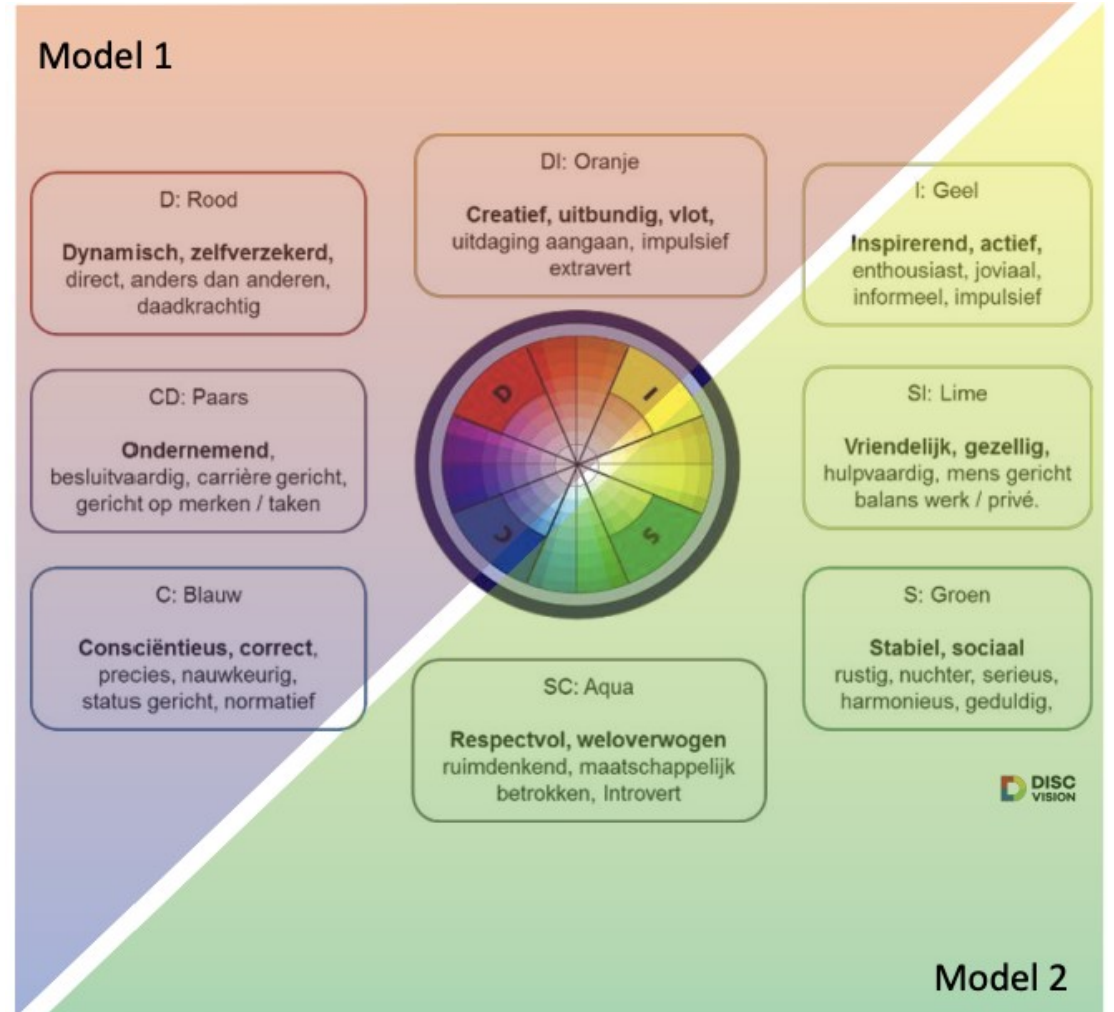 Model 1
D: Rood
Dynamisch, zelfverzekerd,
direct, anders dan anderen,
daadkrachtig
DI: Oranje
Creatief, uitbundig, vlot,
uitdaging aangaan, impulsief
extravert
I: Geel
Inspirerend, actief,
enthousiast, joviaal,
informeel, impulsief
CD: Paars
Ondernemend,
besluitvaardig, carrière gericht,
gericht op merken / taken
D
I
C
S
SI: Lime
Vriendelijk, gezellig,
hulpvaardig, mens gericht
balans werk / privé.
C: Blauw
Consciëntieus, correct,
precies, nauwkeurig,
status gericht, normatief
SC: Aqua
Respectvol, weloverwogen
ruimdenkend, maatschappelijk
betrokken, Introvert
S: Groen
Stabiel, sociaal
rustig, nuchter, serieus,
harmonieus, geduldig,
DISC
VISION
Model 2